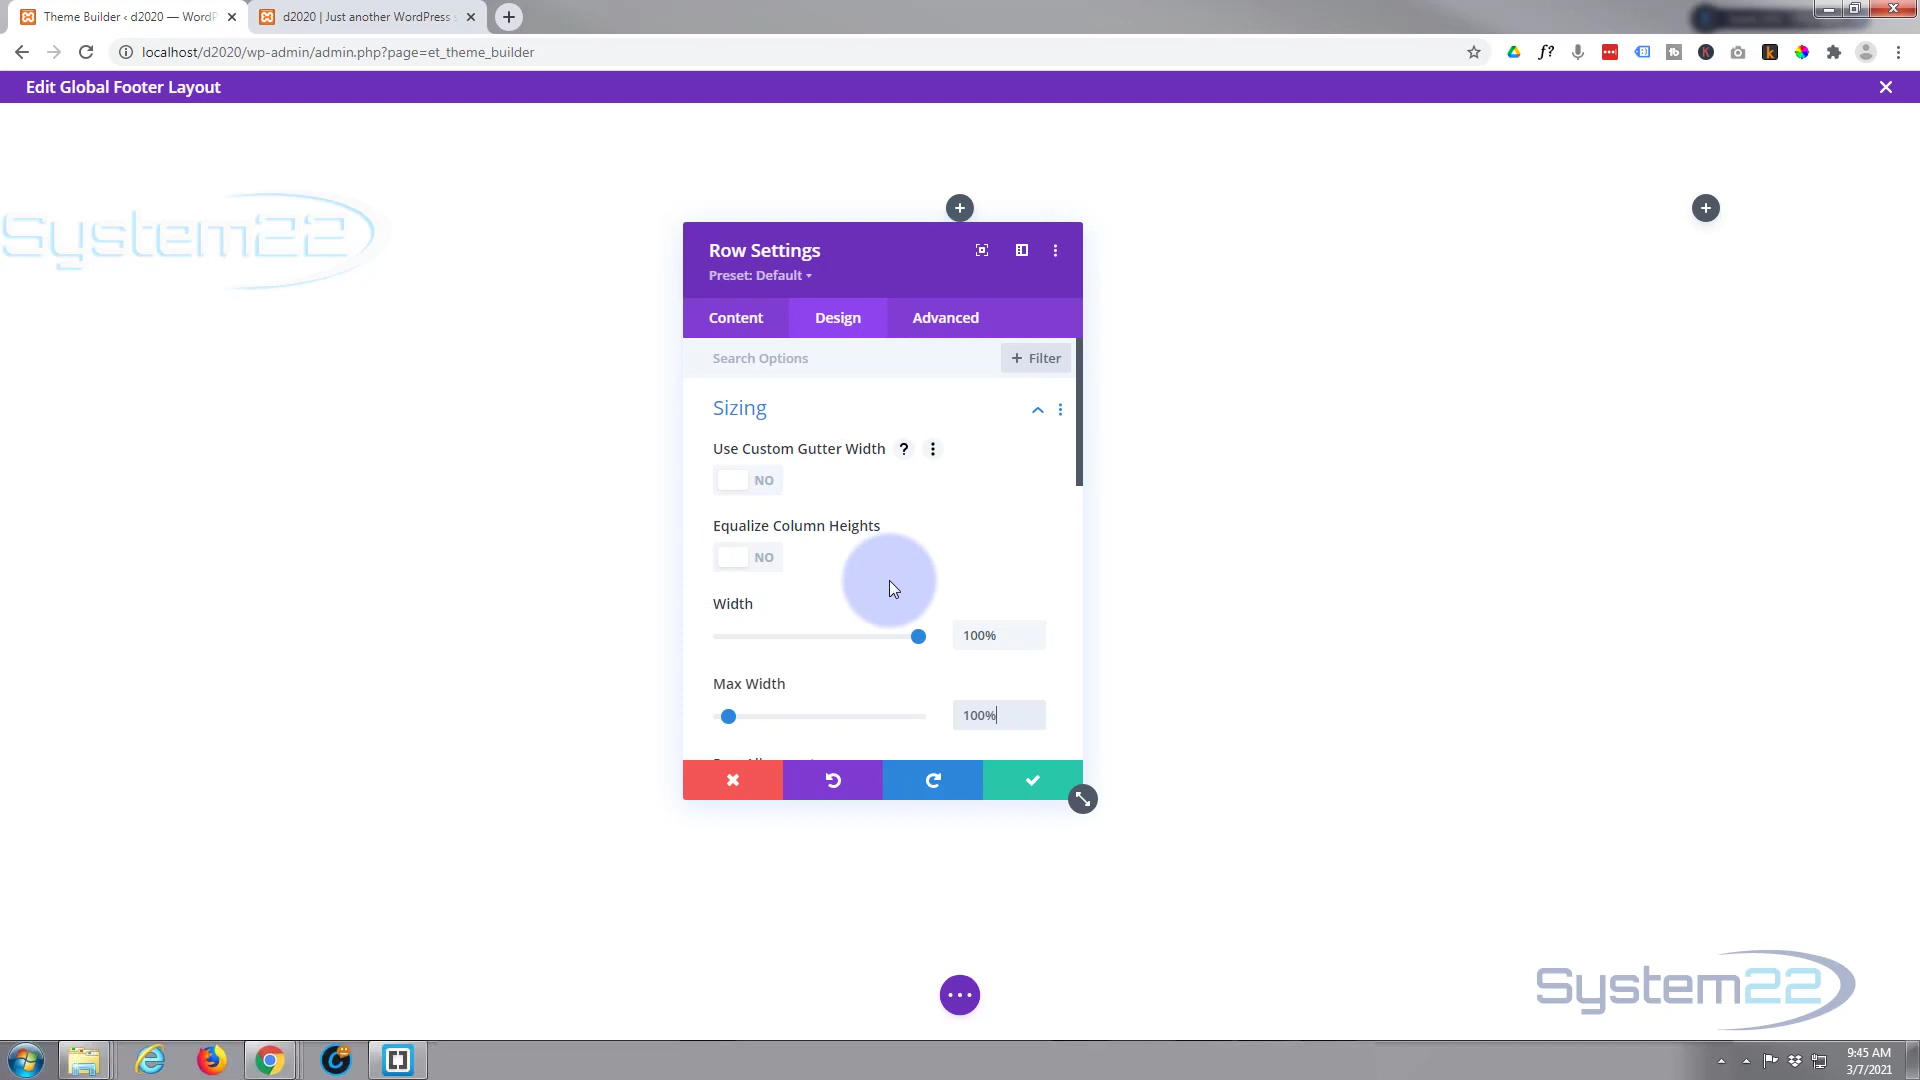 Theme Builder ‹ d2020 — WordP
d2020 | Just another WordPress s
localhost/d2020/wp-admin/admin.php?page=et_theme_builder
Edit Global Footer Layout
System22
Row Settings
Preset: Default
Content
Design
Advanced
Search Options
+ Filter
Sizing
Use Custom Gutter Width ?
NO
Equalize Column Heights
NO
Width
100%
Max Width
100%
System22
9:45 AM
3/7/2021